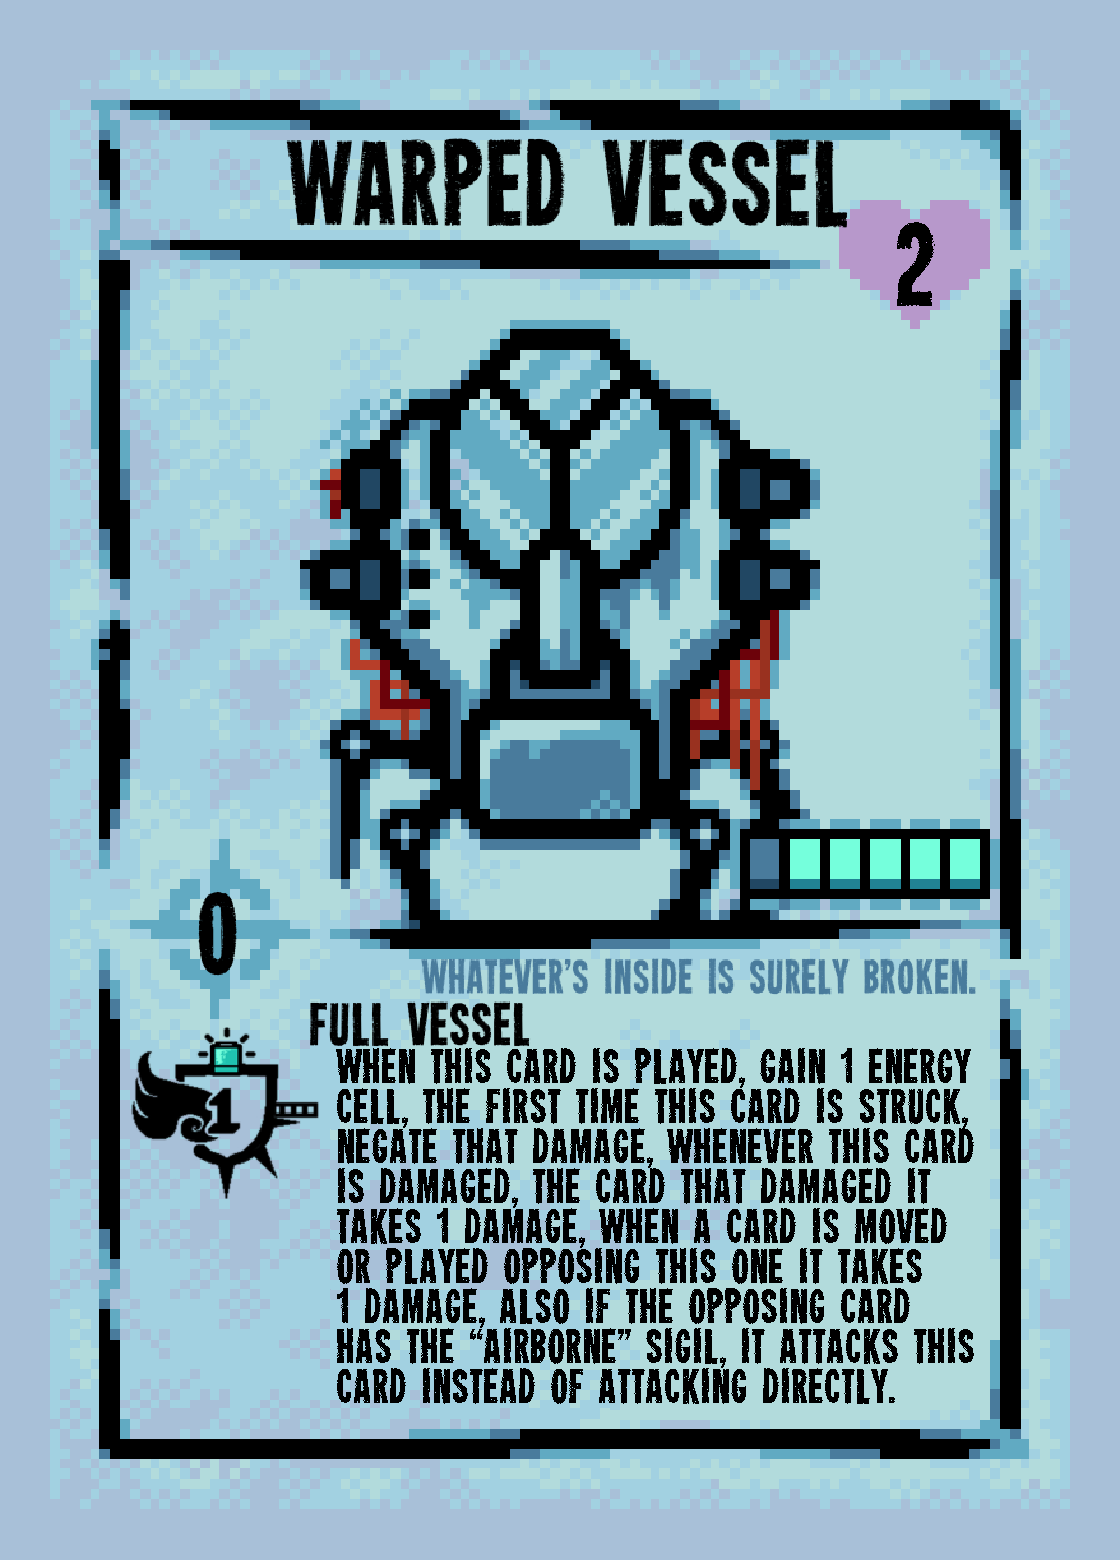 WARPED VESSEL
2
0
WHATEVER'S INSIDE IS SURELY BROKEN.
FULL VESSEL
1
WHEN THIS CARD IS PLAYED, GAIN 1 ENERGY
CELL, THE FIRST TIME THIS CARD IS STRUCK,
NEGATE THAT DAMAGE, WHENEVER THIS CARD
IS DAMAGED, THE CARD THAT DAMAGED IT
TAKES 1 DAMAGE, WHEN A CARD IS MOVED
OR PLAYED OPPOSING THIS ONE IT TAKES
1 DAMAGE, ALSO IF THE OPPOSING CARD
HAS THE “AIRBORNE” SIGIL, IT ATTACKS THIS
CARD INSTEAD OF ATTACKING DIRECTLY.